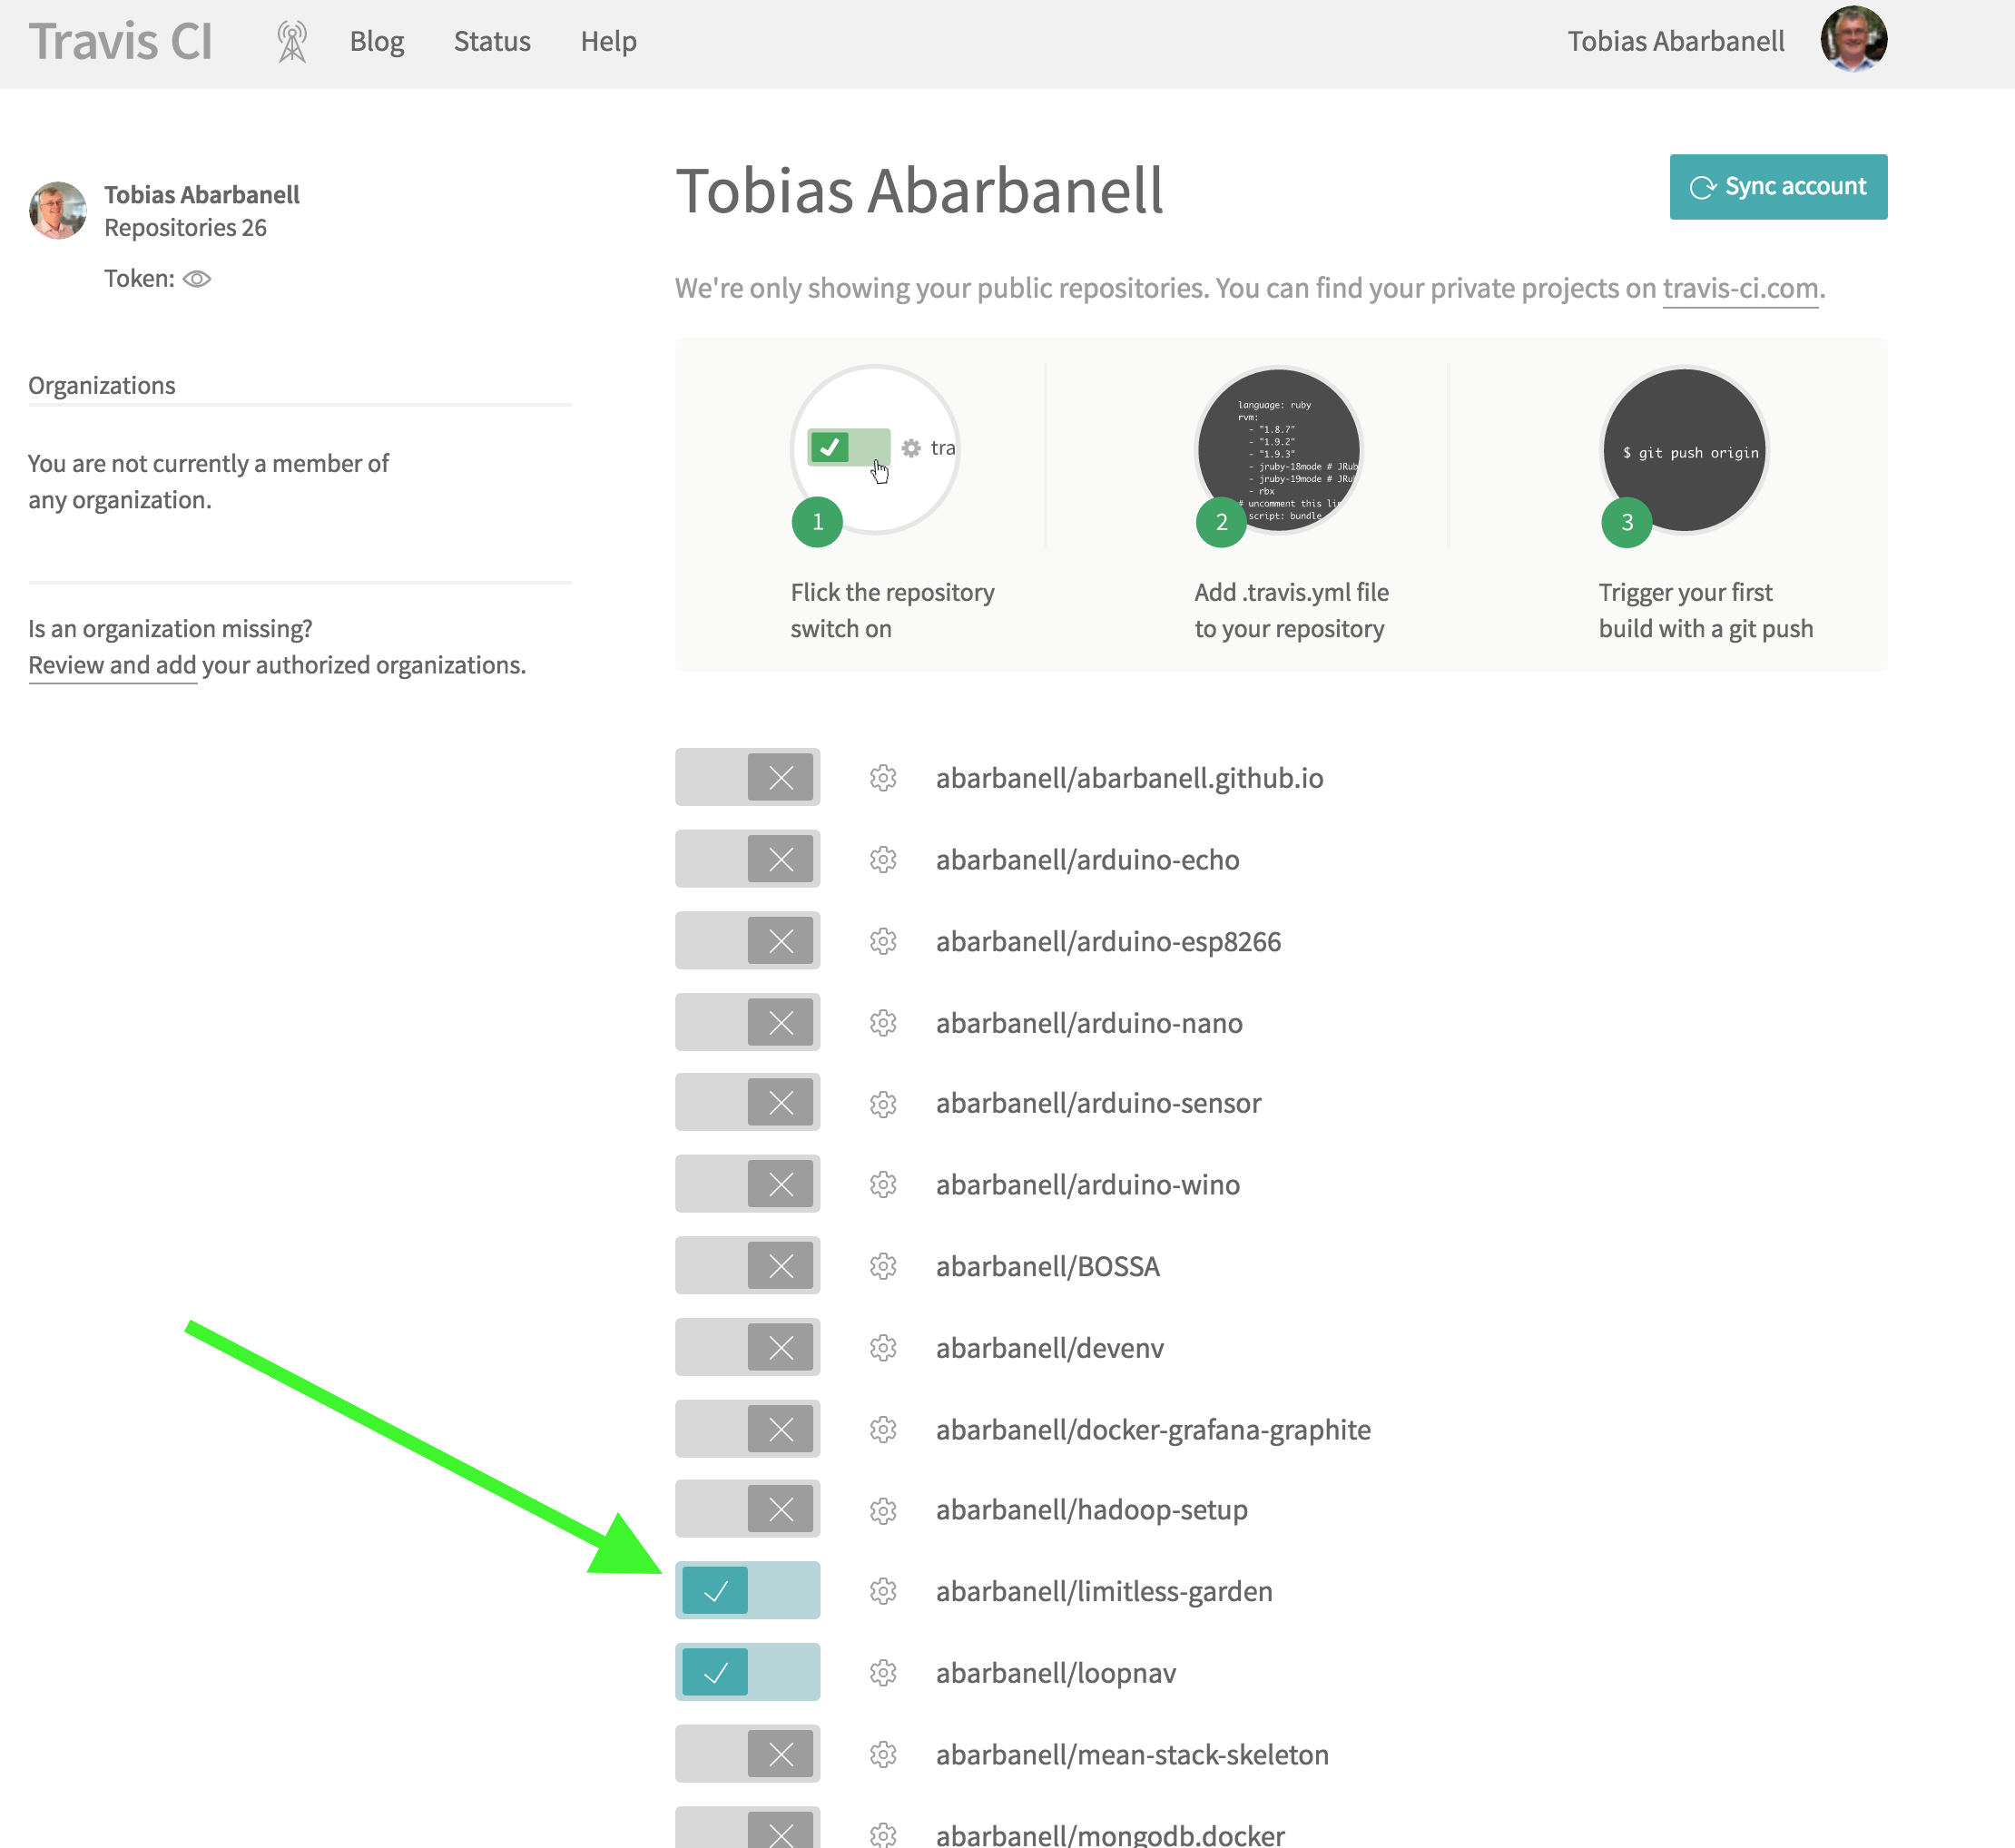 Travis CI
Blog
Status
Help
Tobias Abarbanell
Tobias Abarbanell
Repositories 26
Token:
Organizations
You are not currently a member of
any organization.
Is an organization missing?
Review and add your authorized organizations.
Tobias Abarbanell
Sync account
We're only showing your public repositories. You can find your private projects on travis-ci.com.
tra
1
Flick the repository
switch on
language: ruby
rvm:
- "1.8.7"
- "1.9.2"
- "1.9.3"
- jruby-18mode # JRub
- jruby-19mode # JRu
- rbx
# uncomment this li
script: bundle
2
Add .travis.yml file
to your repository
$ git push origin
3
Trigger your first
build with a git push
abarbanell/abarbanell.github.io
abarbanell/arduino-echo
abarbanell/arduino-esp8266
abarbanell/arduino-nano
abarbanell/arduino-sensor
abarbanell/arduino-wino
abarbanell/BOSSA
abarbanell/devenv
abarbanell/docker-grafana-graphite
abarbanell/hadoop-setup
abarbanell/limitless-garden
abarbanell/loopnav
abarbanell/mean-stack-skeleton
abarbanell/mongodb.docker